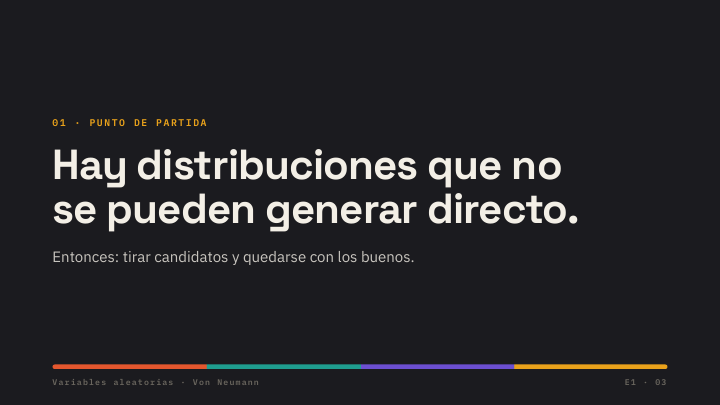 01 · PUNTO DE PARTIDA
Hay distribuciones que no
se pueden generar directo.
Entonces: tirar candidatos y quedarse con los buenos.
Variables aleatorias · Von Neumann
E1 · 03